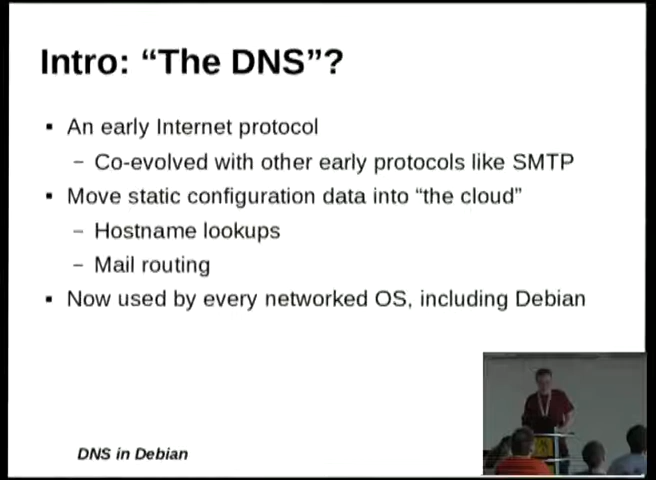 Intro: “The DNS”?
▪ An early Internet protocol
– Co-evolved with other early protocols like SMTP
▪ Move static configuration data into “the cloud”
– Hostname lookups
– Mail routing
▪ Now used by every networked OS, including Debian
DNS in Debian